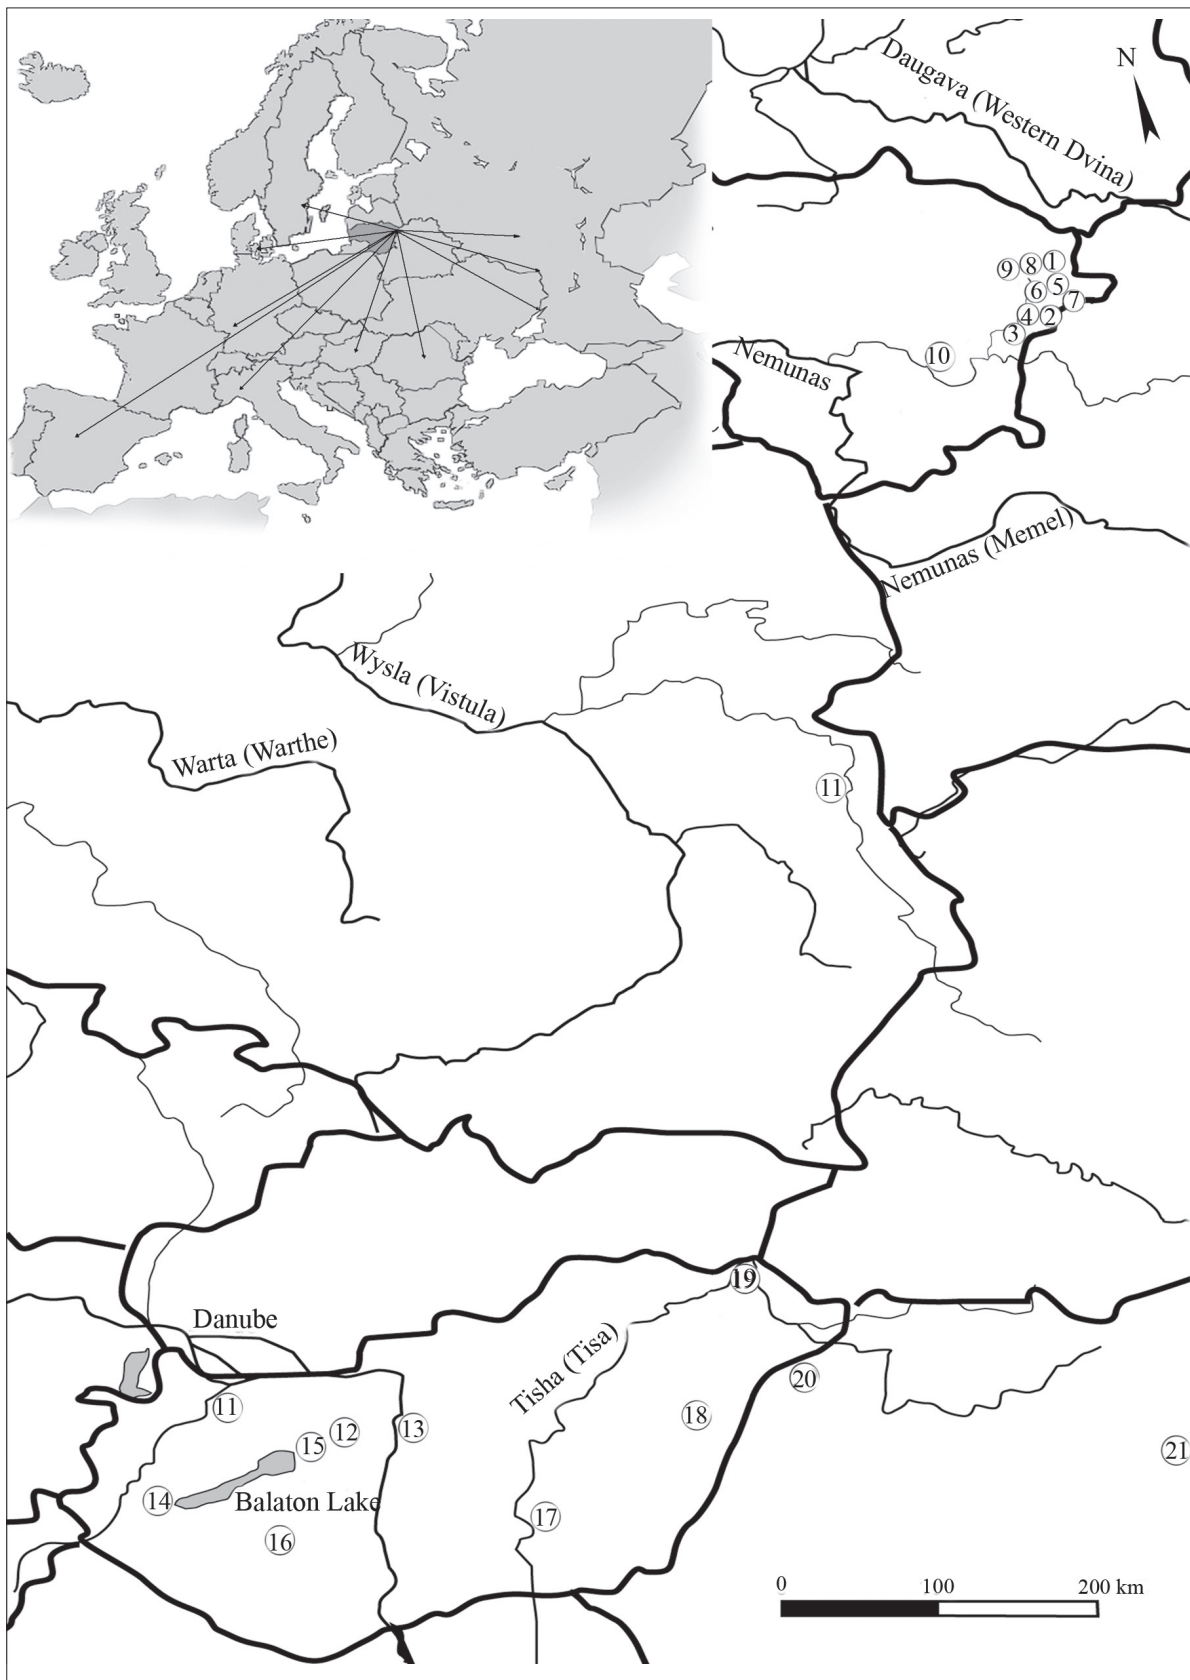 Daugava (Western Dvina)
N
9
8
1
6
5
7
4
2
3
10
Nemunas
Nemunas (Memel)
Wysla (Vistula)
Warta (Warthe)
11
19
Danube
Tisha (Tisa)
20
11
18
13
12
15
21
14
Balaton Lake
17
16
0 100 200 km